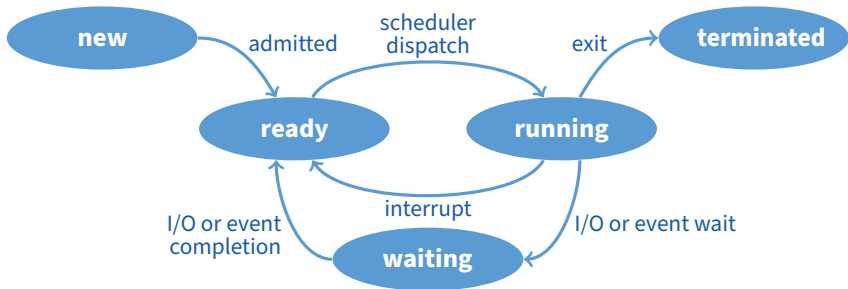 new
admitted
scheduler
dispatch
exit
terminated
ready
running
interrupt
I/O or event
completion
I/O or event wait
waiting